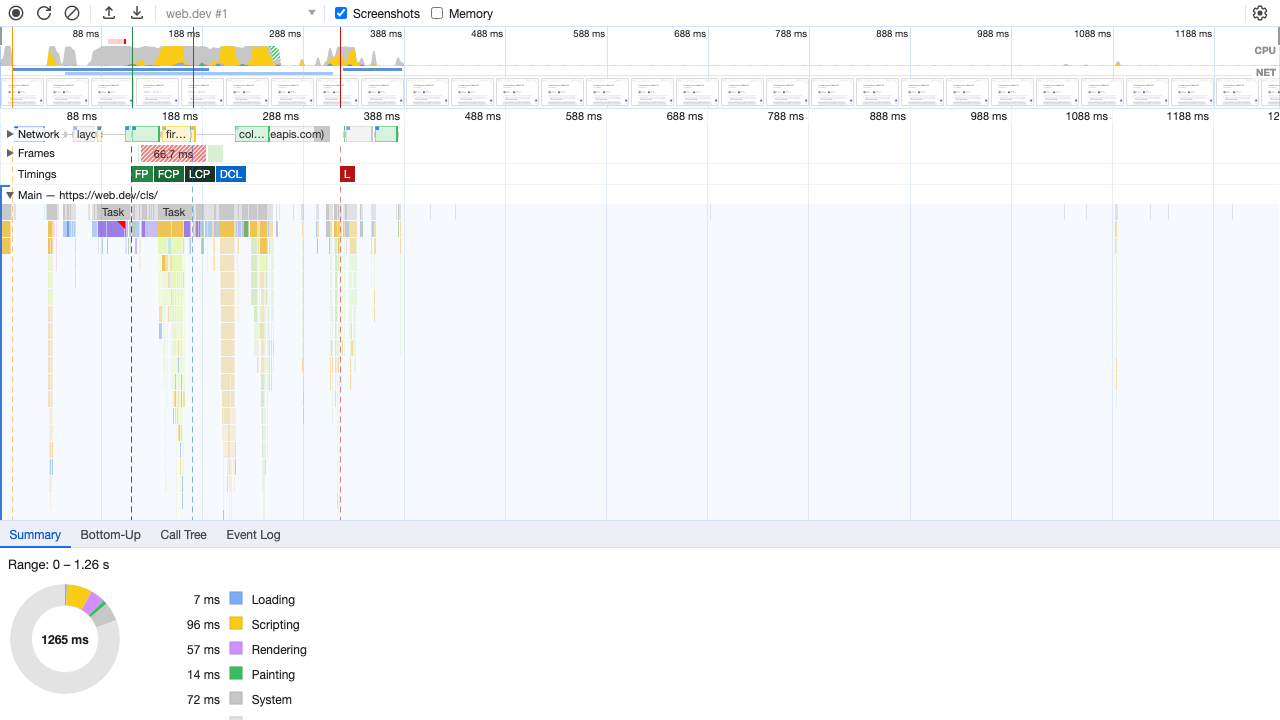 web.dev #1 Screenshots Memory
88 ms 188 ms 288 ms 388 ms 488 ms 588 ms 688 ms 788 ms 888 ms 988 ms 1088 ms 1188 ms
CPU
NET
88 ms 188 ms 288 ms 388 ms 488 ms 588 ms 688 ms 788 ms 888 ms 988 ms 1088 ms 1188 ms 12
Network layc fir... col... eapis.com)
Frames 66.7 ms
Timings FP FCP LCP DCL L
Main — https://web.dev/cls/
Task Task
Summary Bottom-Up Call Tree Event Log
Range: 0 – 1.26 s
7 ms Loading
96 ms Scripting
1265 ms
57 ms Rendering
14 ms Painting
72 ms System